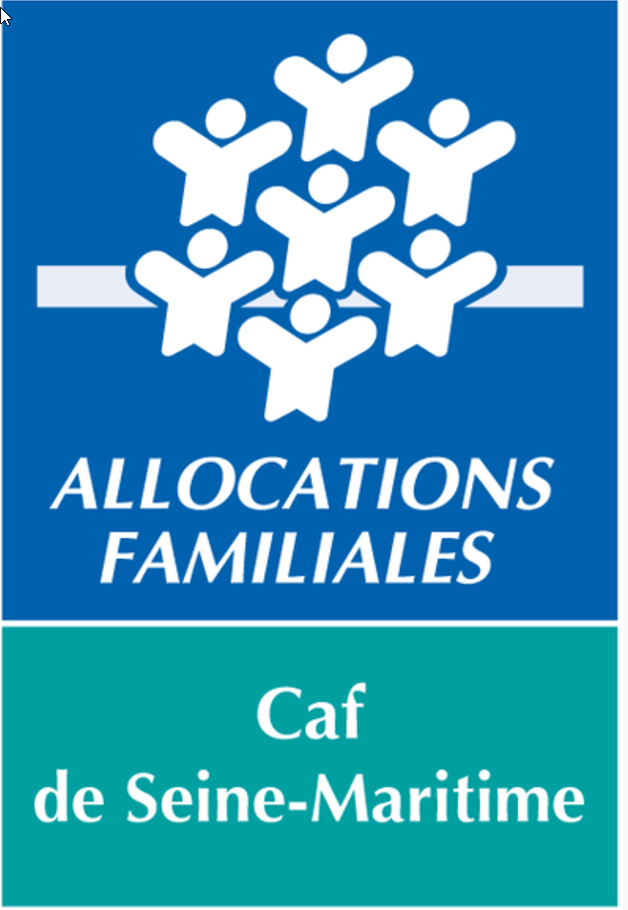 ALLOCATIONS
FAMILIALES
Caf
de Seine-Maritime